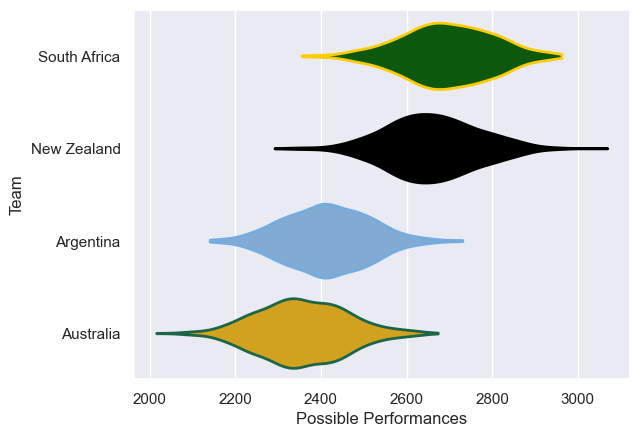 South Africa
New Zealand
Argentina
Australia
Team
2000 2200 2400 2600 2800 3000
Possible Performances